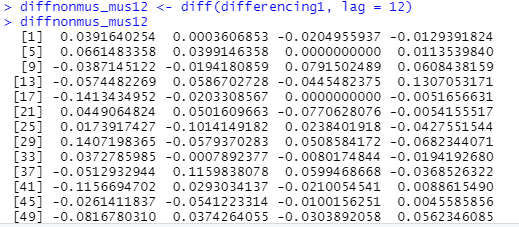 > diffnonmus_mus12 <- diff(differencing1, lag = 12)
> diffnonmus_mus12
[1] 0.0391640254 0.0003606853 -0.0204955937 -0.0129391824
[5] 0.0661483358 0.0399146358 0.0000000000 0.0113539840
[9] -0.0387145122 -0.0194180859 0.0791502489 0.0608438159
[13] -0.0574482269 0.0586702728 -0.0444582375 0.1307053171
[17] -0.1413434952 -0.0203308567 0.0000000000 -0.0051656631
[21] 0.0449064824 0.0501609663 -0.0770628076 -0.0054155517
[25] 0.0173917427 -0.1014149182 0.0238401918 -0.0427551544
[29] 0.1407198365 -0.0579370283 0.0508584172 -0.0682344071
[33] 0.0372785985 -0.0007892377 -0.0080174844 -0.0194192680
[37] -0.0512932944 0.1159838078 0.0599468668 -0.0368526322
[41] -0.1156694702 0.0293034137 -0.0210054541 0.0088615490
[45] -0.0261411837 -0.0541223314 -0.0100156251 0.0045585856
[49] -0.0816780310 0.0374264055 -0.0303892058 0.0562346085